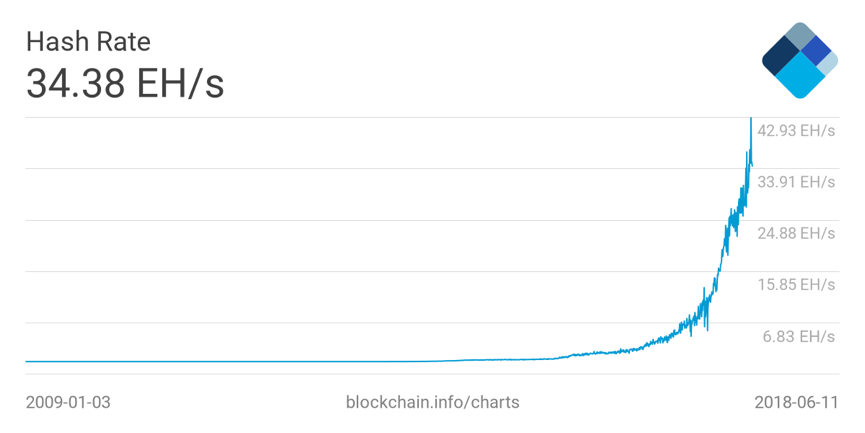 Hash Rate
34.38 EH/s
42.93 EH/s
33.91 EH/s
24.88 EH/s
15.85 EH/s
6.83 EH/s
2009-01-03
blockchain.info/charts
2018-06-11